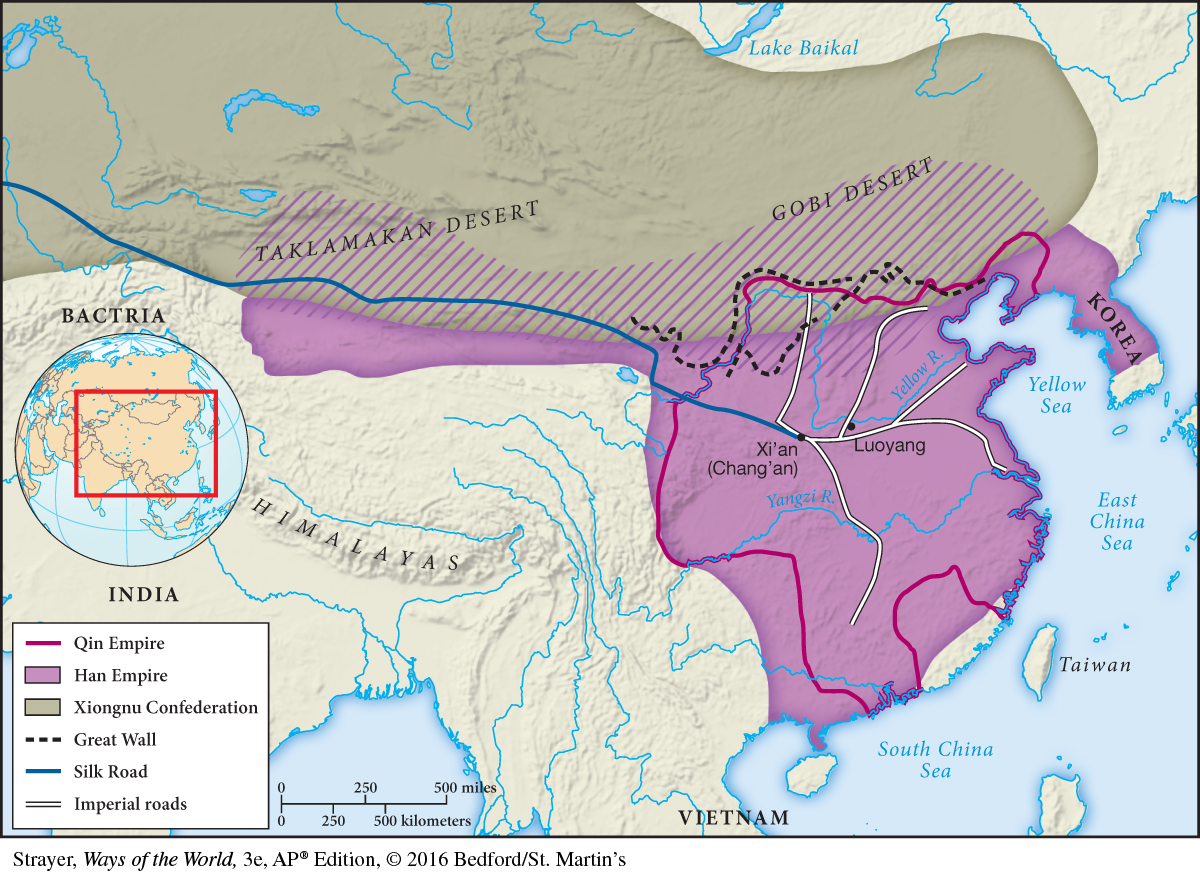 Lake Baikal
GOBI DESERT
TAKLAMAKAN DESERT
BACTRIA
KOREA
Yellow R.
Yellow
Sea
Xi'an
(Chang'an)
Luoyang
Yangzi R.
East
China
Sea
HIMALAYAS
INDIA
Taiwan
South China
Sea
VIETNAM
Qin Empire
Han Empire
Xiongnu Confederation
Great Wall
Silk Road
Imperial roads
0 250 500 miles
0 250 500 kilometers
Strayer, Ways of the World, 3e, AP® Edition, © 2016 Bedford/St. Martin's